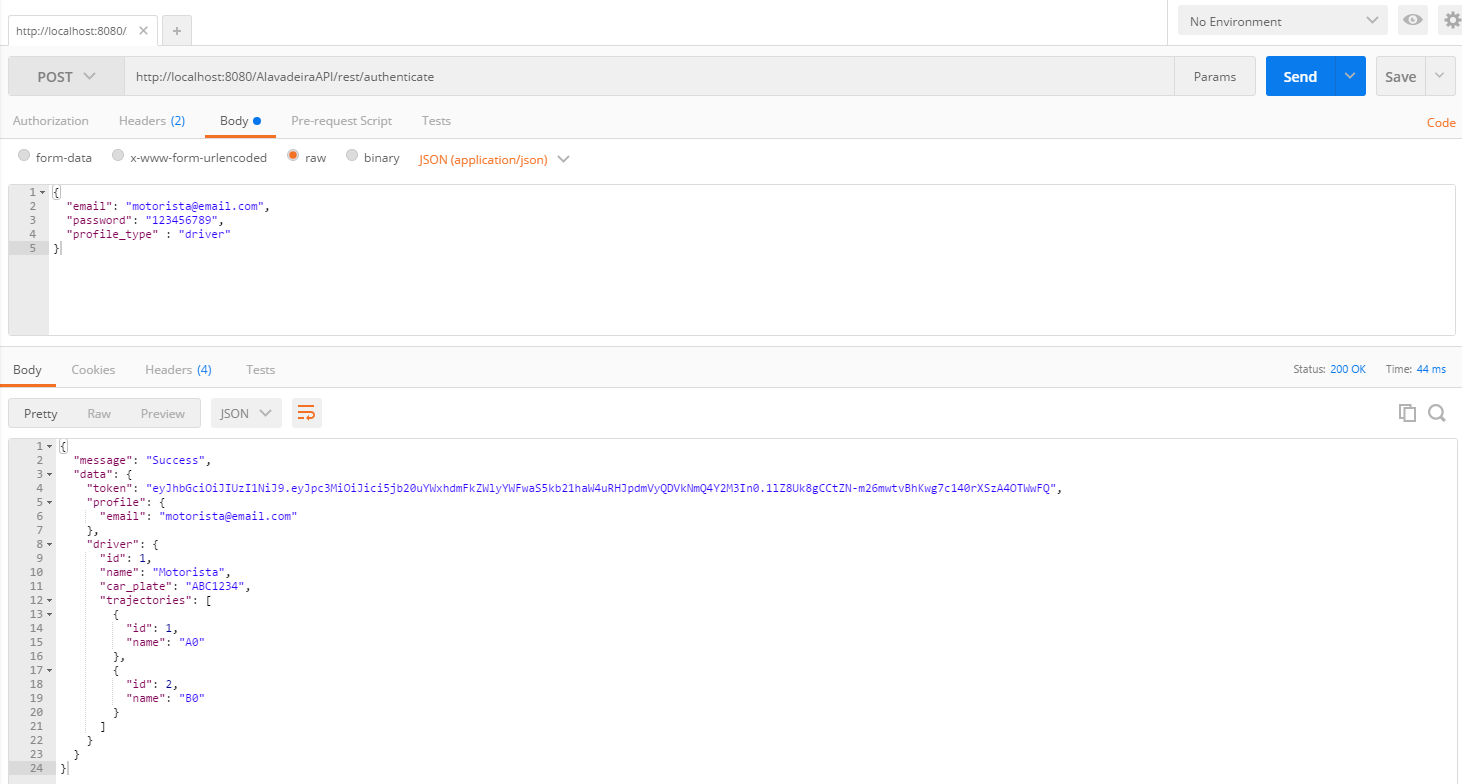 http://localhost:8080/ ✕ +
No Environment
POST http://localhost:8080/AlavadeiraAPI/rest/authenticate Params Send Save
Authorization Headers (2) Body Pre-request Script Tests Code
form-data x-www-form-urlencoded raw binary JSON (application/json)
1 {
2 "email": "motorista@email.com",
3 "password": "123456789",
4 "profile_type" : "driver"
5 }
Body Cookies Headers (4) Tests Status: 200 OK Time: 44 ms
Pretty Raw Preview JSON
1 {
2 "message": "Success",
3 "data": {
4 "token": "eyJhbGciOiJIUzI1NiJ9.eyJpc3MiOiJici5jb20uYWxhdmFkZWlyYWFwaS5kb21haW4uRHJpdmVyQDVkNmQ4Y2M3In0.1lZ8Uk8gCCtZN-m26mwtvBhKwg7c140rXSzA4OTWwFQ",
5 "profile": {
6 "email": "motorista@email.com"
7 },
8 "driver": {
9 "id": 1,
10 "name": "Motorista",
11 "car_plate": "ABC1234",
12 "trajectories": [
13 {
14 "id": 1,
15 "name": "A0"
16 },
17 {
18 "id": 2,
19 "name": "B0"
20 }
21 ]
22 }
23 }
24 }